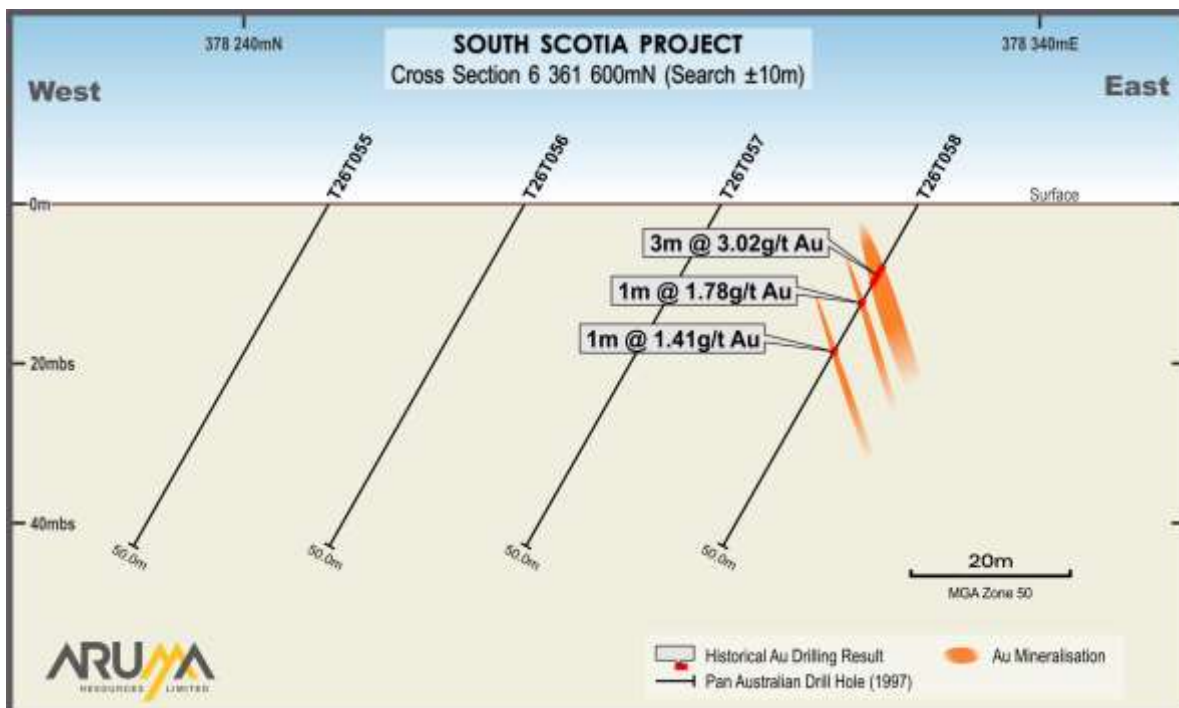 SOUTH SCOTIA PROJECT
Cross Section 6 361 600mN (Search ±10m)
378 240mN
378 340mE
West
East
T26T055
T26T056
T26T057
T26T058
Surface
0m
3m @ 3.02g/t Au
1m @ 1.78g/t Au
1m @ 1.41g/t Au
20mbs
40mbs
50.0m
50.0m
50.0m
50.0m
20m
MGA Zone 50
ARUMA
RESOURCES LIMITED
Historical Au Drilling Result
Au Mineralisation
Pan Australian Drill Hole (1997)